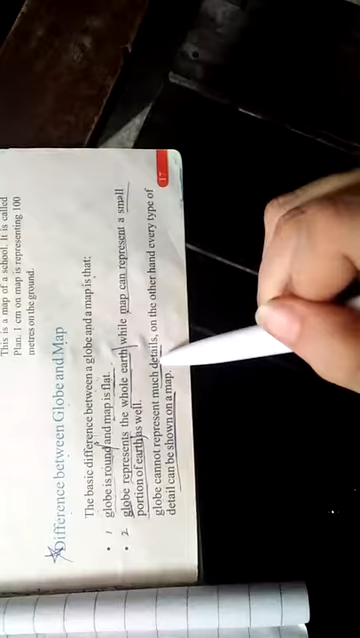 This is a map of a school. It is called
Plan. 1 cm on map is representing 100
metres on the ground.
Difference between Globe and Map
The basic difference between a globe and a map is that;
• 1 globe is round and map is flat.
• 2 globe represents the whole earth while map can represent a small
portion of earth as well.
globe cannot represent much details, on the other hand every type of
detail can be shown on a map.
17